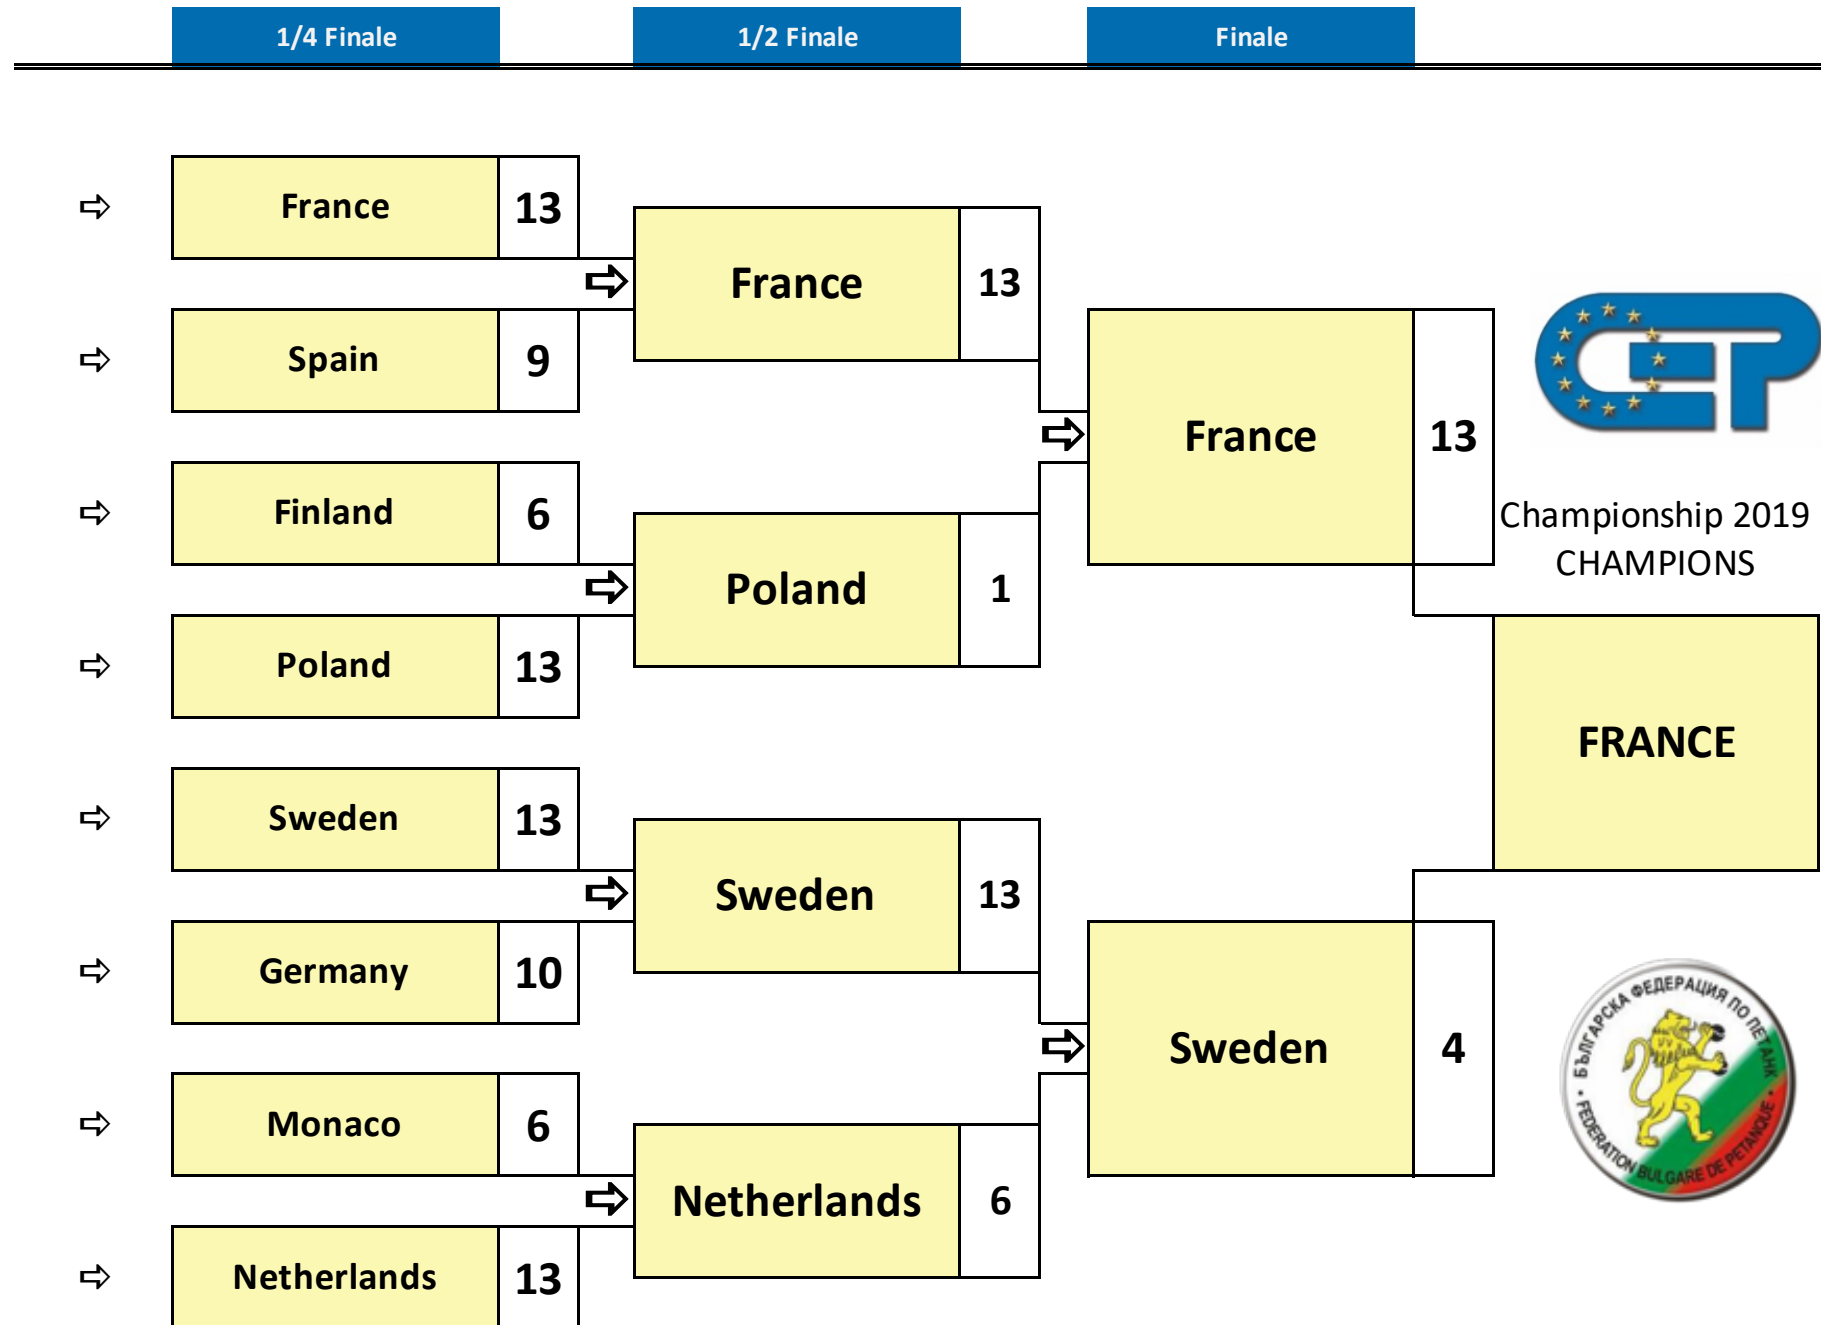 1/4 Finale
1/2 Finale
Finale
France 13
Spain 9
Finland 6
Poland 13
Sweden 13
Germany 10
Monaco 6
Netherlands 13
France 13
Poland 1
Sweden 13
Netherlands 6
France 13
Sweden 4
CEP
Championship 2019
CHAMPIONS
FRANCE
БЪЛГАРСКА ФЕДЕРАЦИЯ ПО ПЕТАНК
• FEDERATION BULGARE DE PETANQUE •